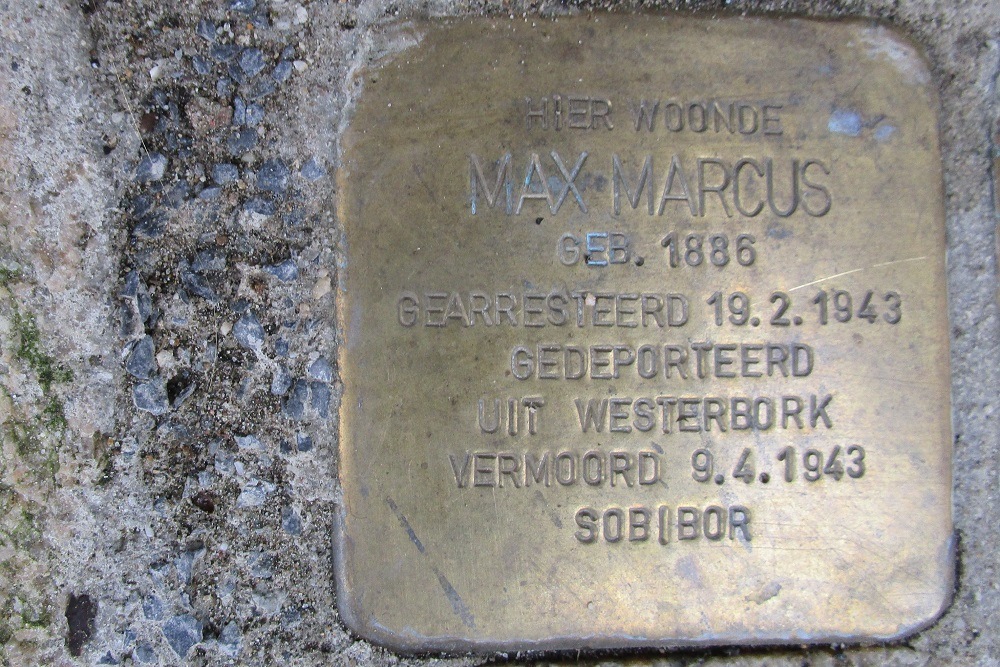 HIER WOONDE
MAX MARCUS
GEB. 1886
GEARRESTEERD 19.2.1943
GEDEPORTEERD
UIT WESTERBORK
VERMOORD 9.4.1943
SOBIBOR